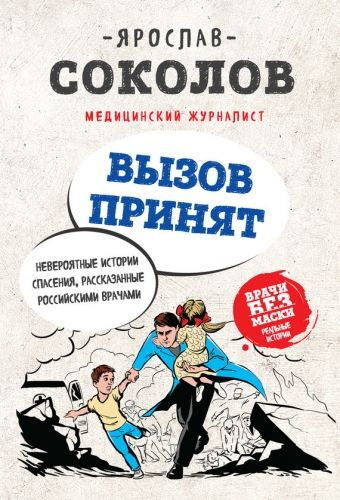 -ЯРОСЛАВ-
СОКОЛОВ
МЕДИЦИНСКИЙ ЖУРНАЛИСТ
ВЫЗОВ
ПРИНЯТ
НЕВЕРОЯТНЫЕ ИСТОРИИ
СПАСЕНИЯ, РАССКАЗАННЫЕ
РОССИЙСКИМИ ВРАЧАМИ
ВРАЧИ
БЕЗ
МАСКИ
РЕАЛЬНЫЕ
ИСТОРИИ